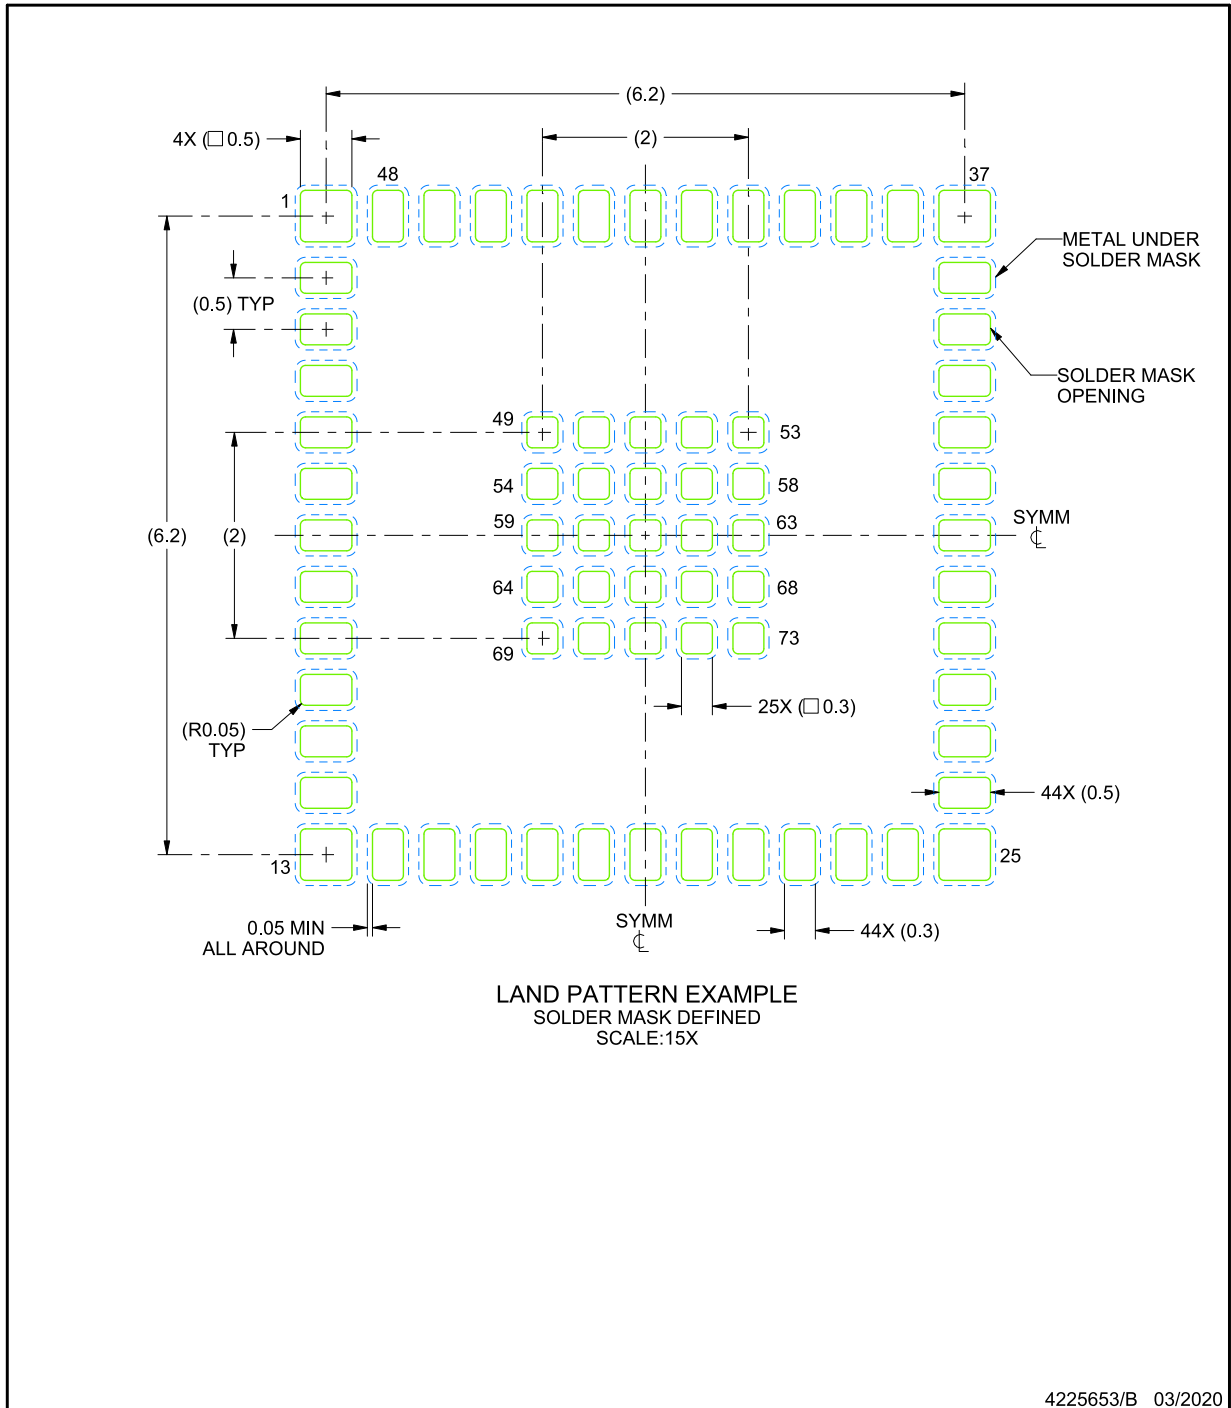 (6.2)
(2)
4X (□ 0.5)
48
37
1
METAL UNDER
SOLDER MASK
(0.5) TYP
SOLDER MASK
OPENING
49
53
54
58
59
63
SYMM
℄
(6.2)
(2)
64
68
69
73
25X (□ 0.3)
(R0.05)
TYP
44X (0.5)
13
25
0.05 MIN
ALL AROUND
SYMM
℄
44X (0.3)
LAND PATTERN EXAMPLE
SOLDER MASK DEFINED
SCALE:15X
4225653/B 03/2020